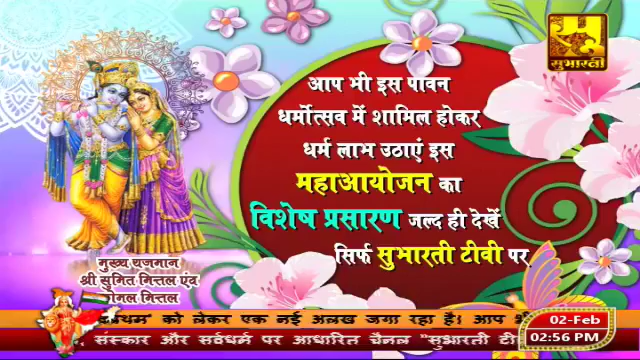 सुभारती
आप भी इस पावन
धर्मोत्सव में शामिल होकर
धर्म लाभ उठाएं इस
महाआयोजन का
विशेष प्रसारण जल्द ही देखें
सिर्फ सुभारती टीवी पर
मुख्य यजमान
श्री सुमित मित्तल एंव
मित्तल
को लेकर एक नई अलख जगा रहा है। आप
संस्कार और सर्वधर्म पर आधारित चैनल "सुभारती
02-Feb
02:56 PM